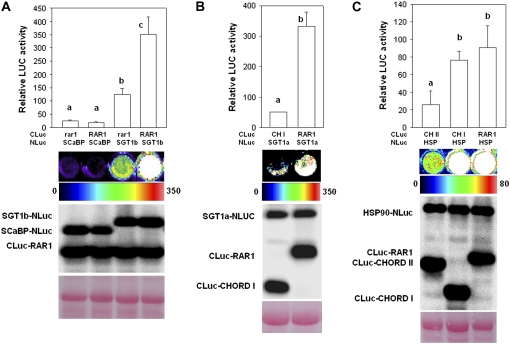 A
Relative LUC activity
450
400
350
300
250
200
150
100
50
0
a
a
b
c
CLuc rar1 RAR1 rar1 RAR1
NLuc SCaBP SCaBP SGT1b SGT1b
0 350
SGT1b-NLuc
SCaBP-NLuc
CLuc-RAR1
B
Relative LUC activity
400
350
300
250
200
150
100
50
0
a
b
CLuc CH I RAR1
NLuc SGT1a SGT1a
0 350
SGT1a-NLUC
CLuc-RAR1
CLuc-CHORD I
C
Relative LUC activity
140
120
100
80
60
40
20
0
a
b
b
CLuc CH II CH I RAR1
NLuc HSP HSP HSP
0 80
HSP90-NLuc
CLuc-RAR1
CLuc-CHORD II
CLuc-CHORD I